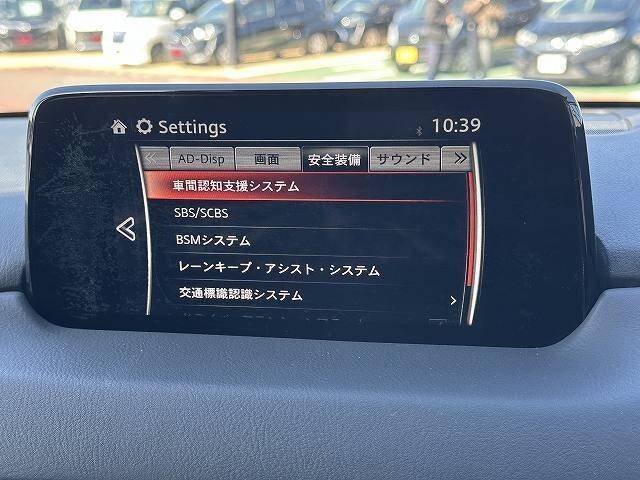 Settings 10:39
AD-Disp 画面 安全装備 サウンド
車間認知支援システム
SBS/SCBS
BSMシステム
レーンキープ・アシスト・システム
交通標識認識システム